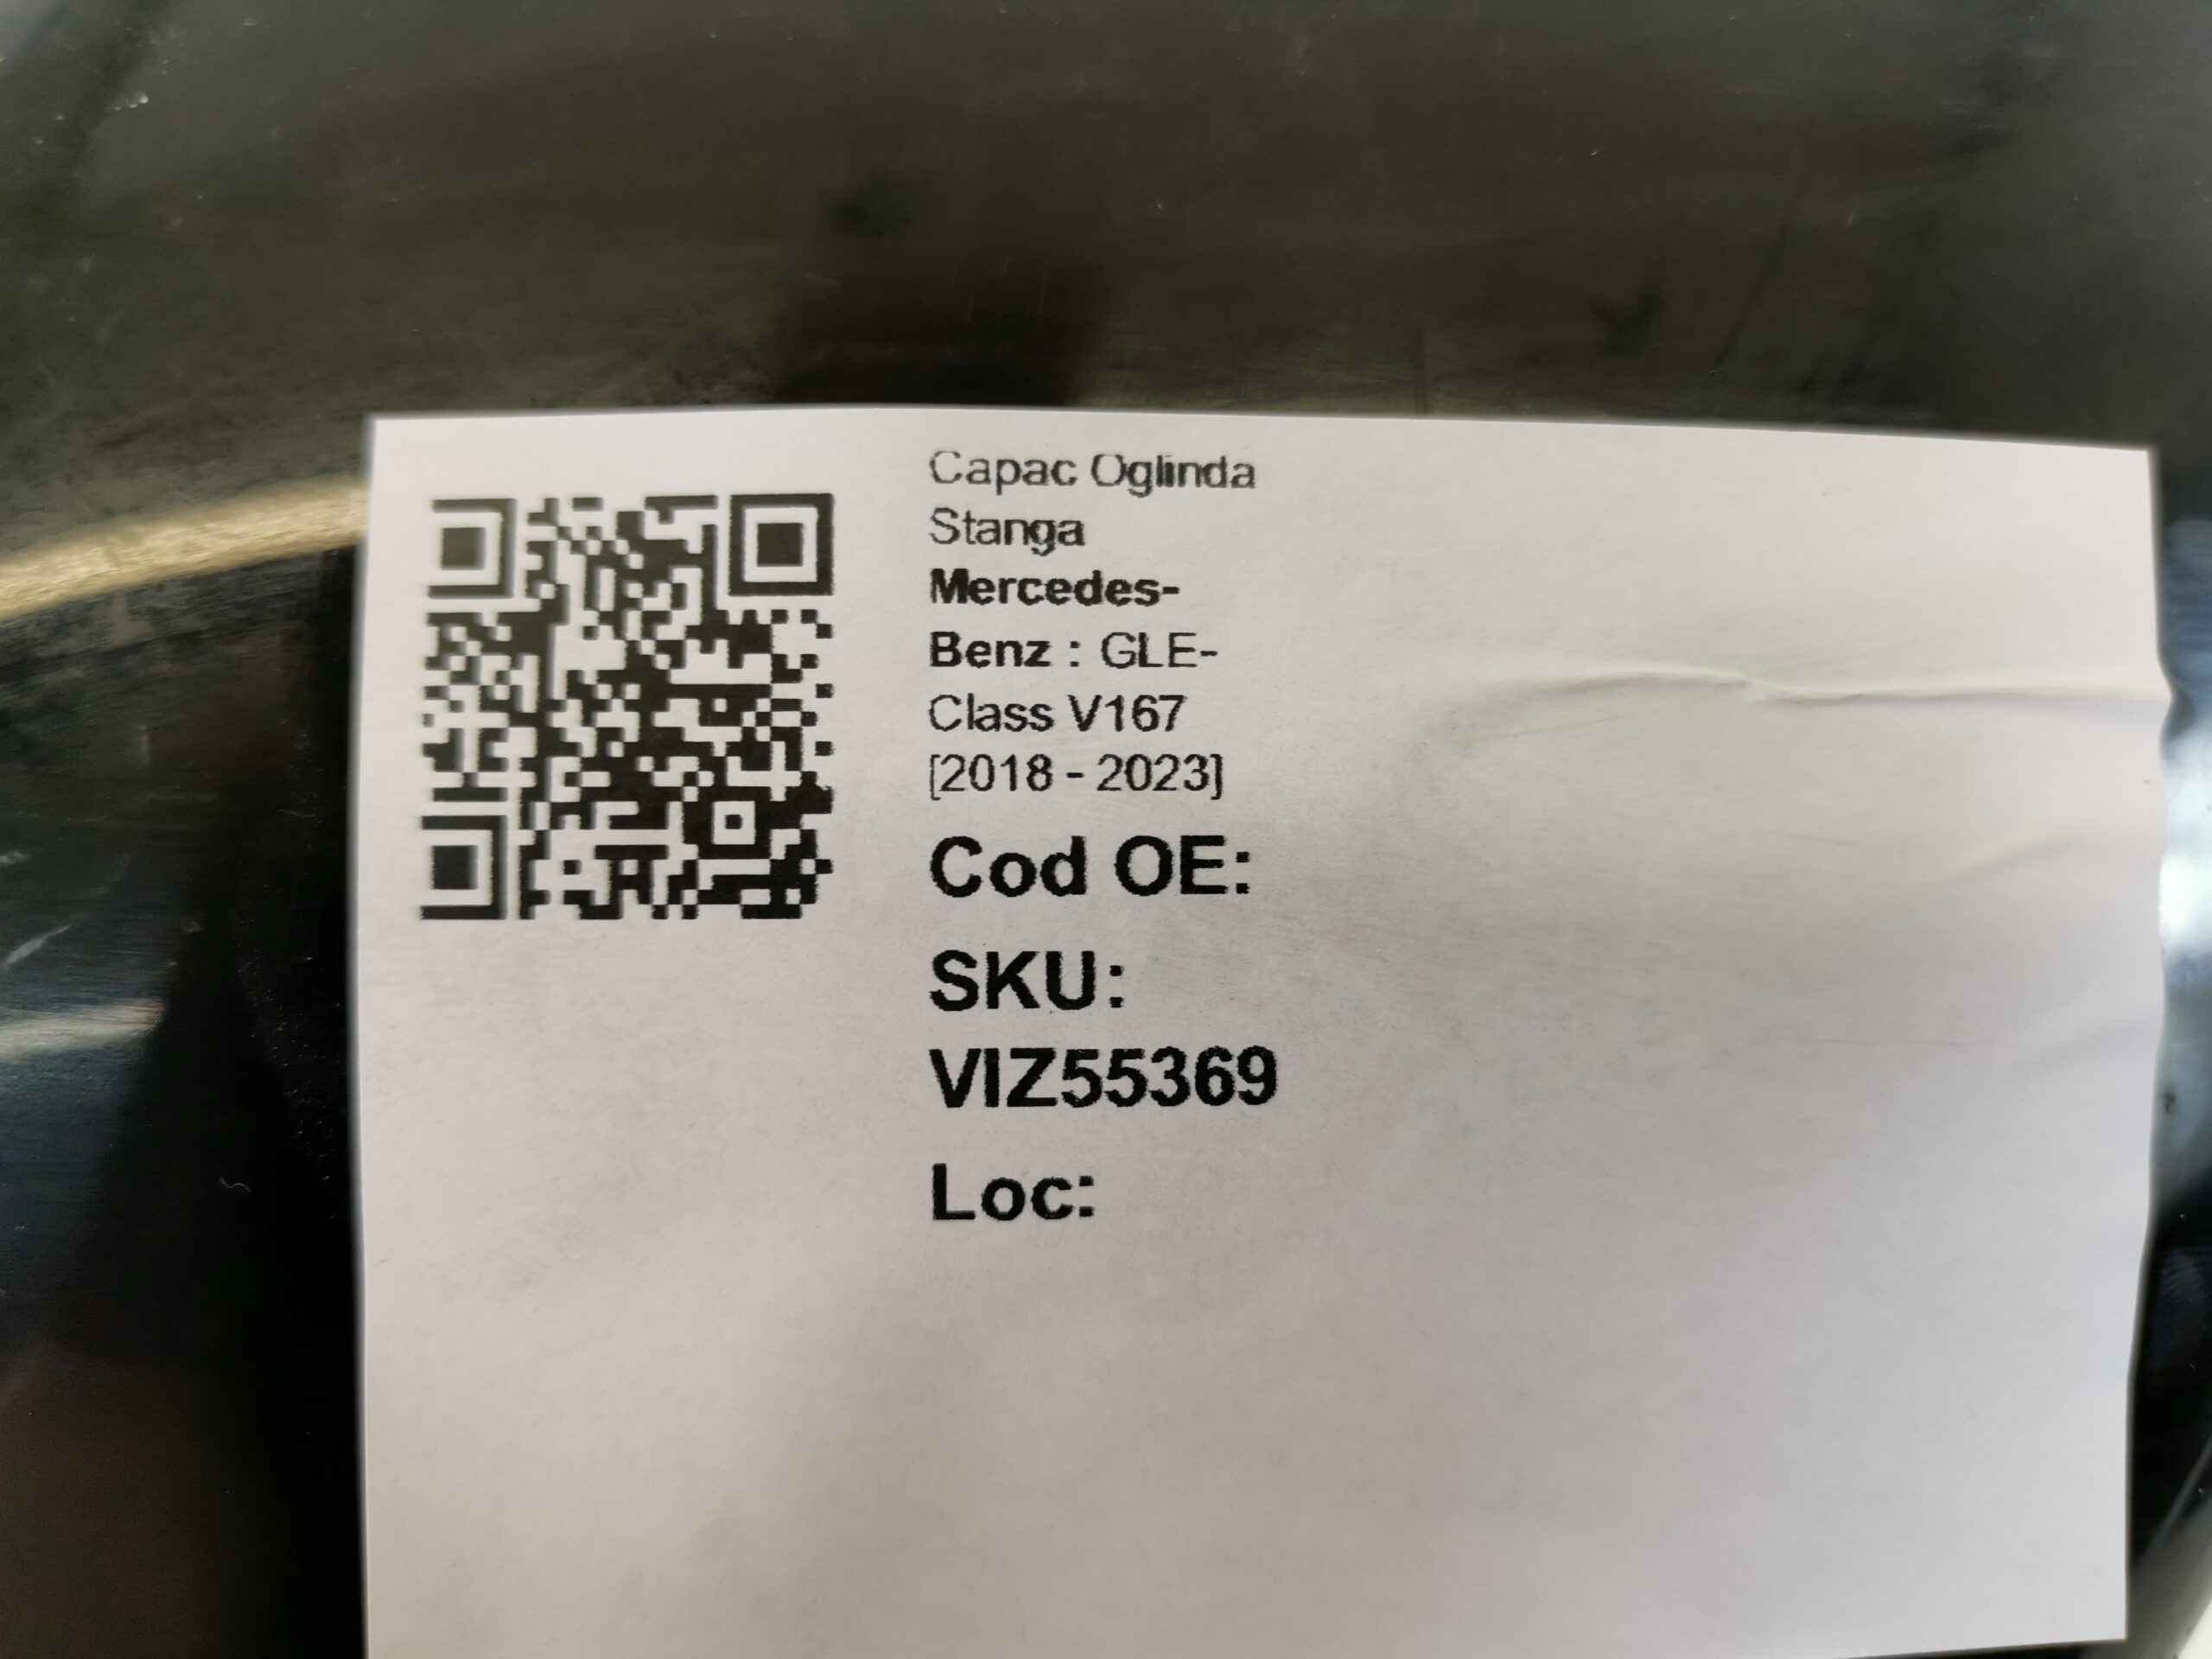 Capac Oglinda
Stanga
Mercedes-
Benz : GLE-
Class V167
[2018 - 2023]
Cod OE:
SKU:
VIZ55369
Loc: